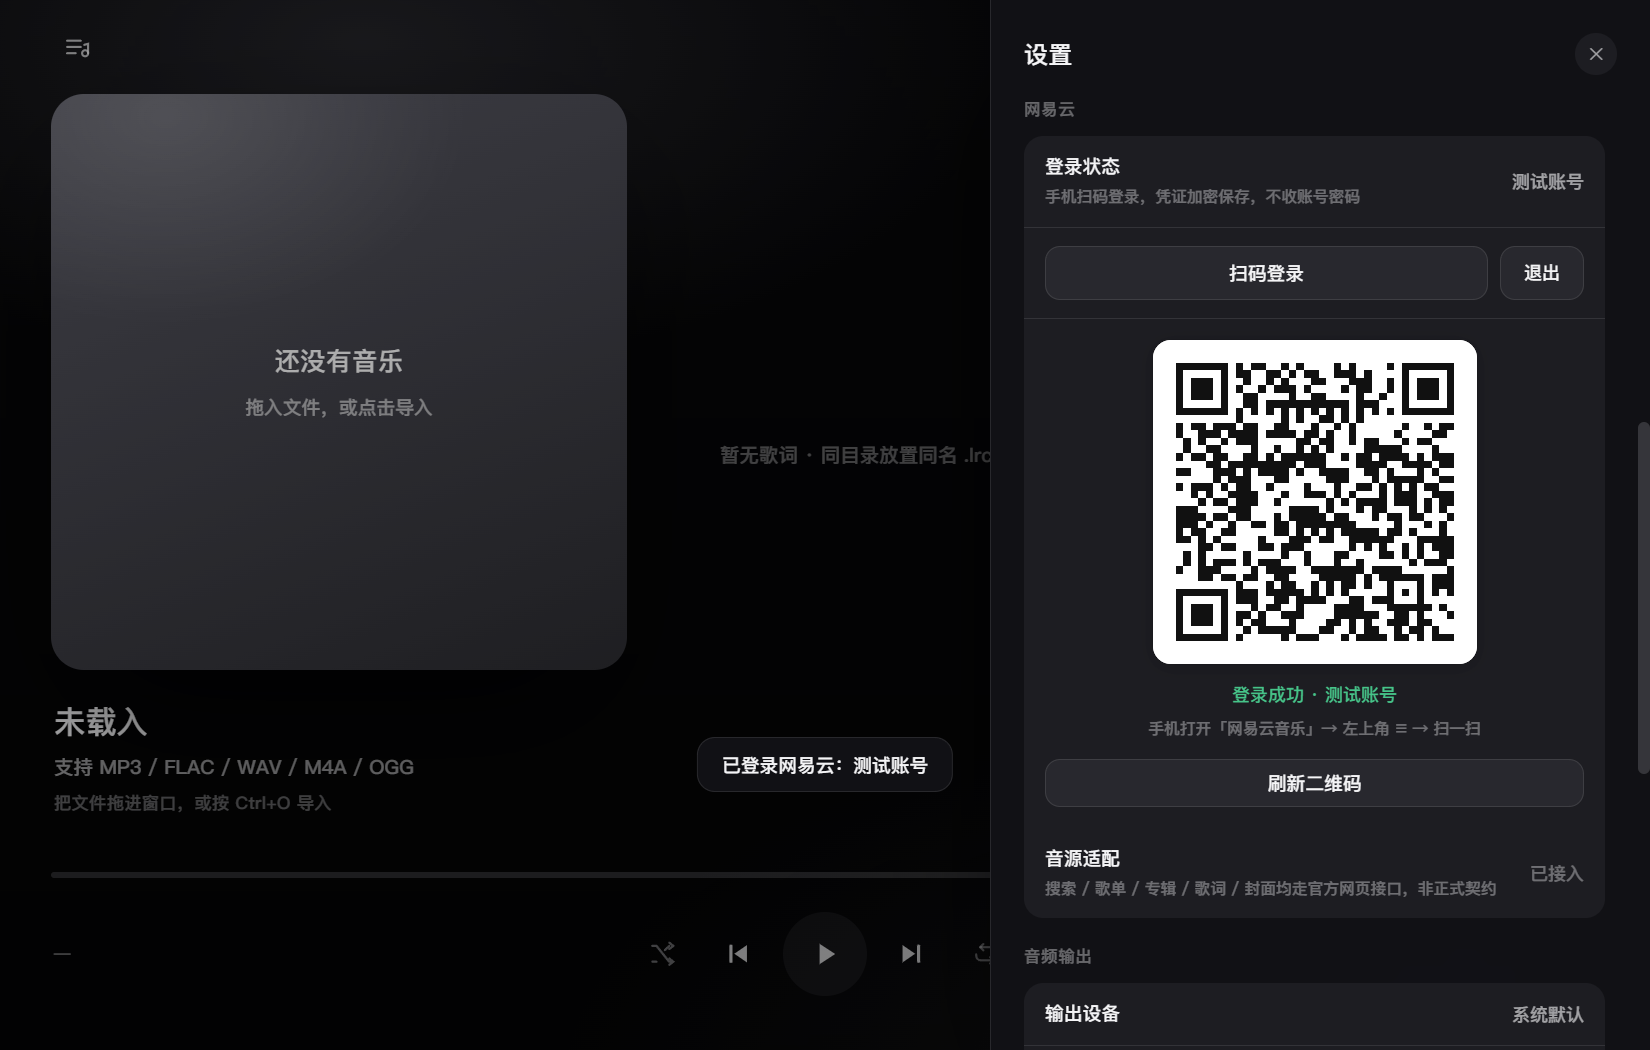 还没有音乐
拖入文件，或点击导入
暂无歌词 · 同目录放置同名 .lrc
未载入
支持 MP3 / FLAC / WAV / M4A / OGG
把文件拖进窗口，或按 Ctrl+O 导入
已登录网易云：测试账号
设置
网易云
登录状态
手机扫码登录，凭证加密保存，不收账号密码
测试账号
扫码登录
退出
登录成功 · 测试账号
手机打开「网易云音乐」→ 左上角 ≡ → 扫一扫
刷新二维码
音源适配
搜索 / 歌单 / 专辑 / 歌词 / 封面均走官方网页接口，非正式契约
已接入
音频输出
输出设备
系统默认